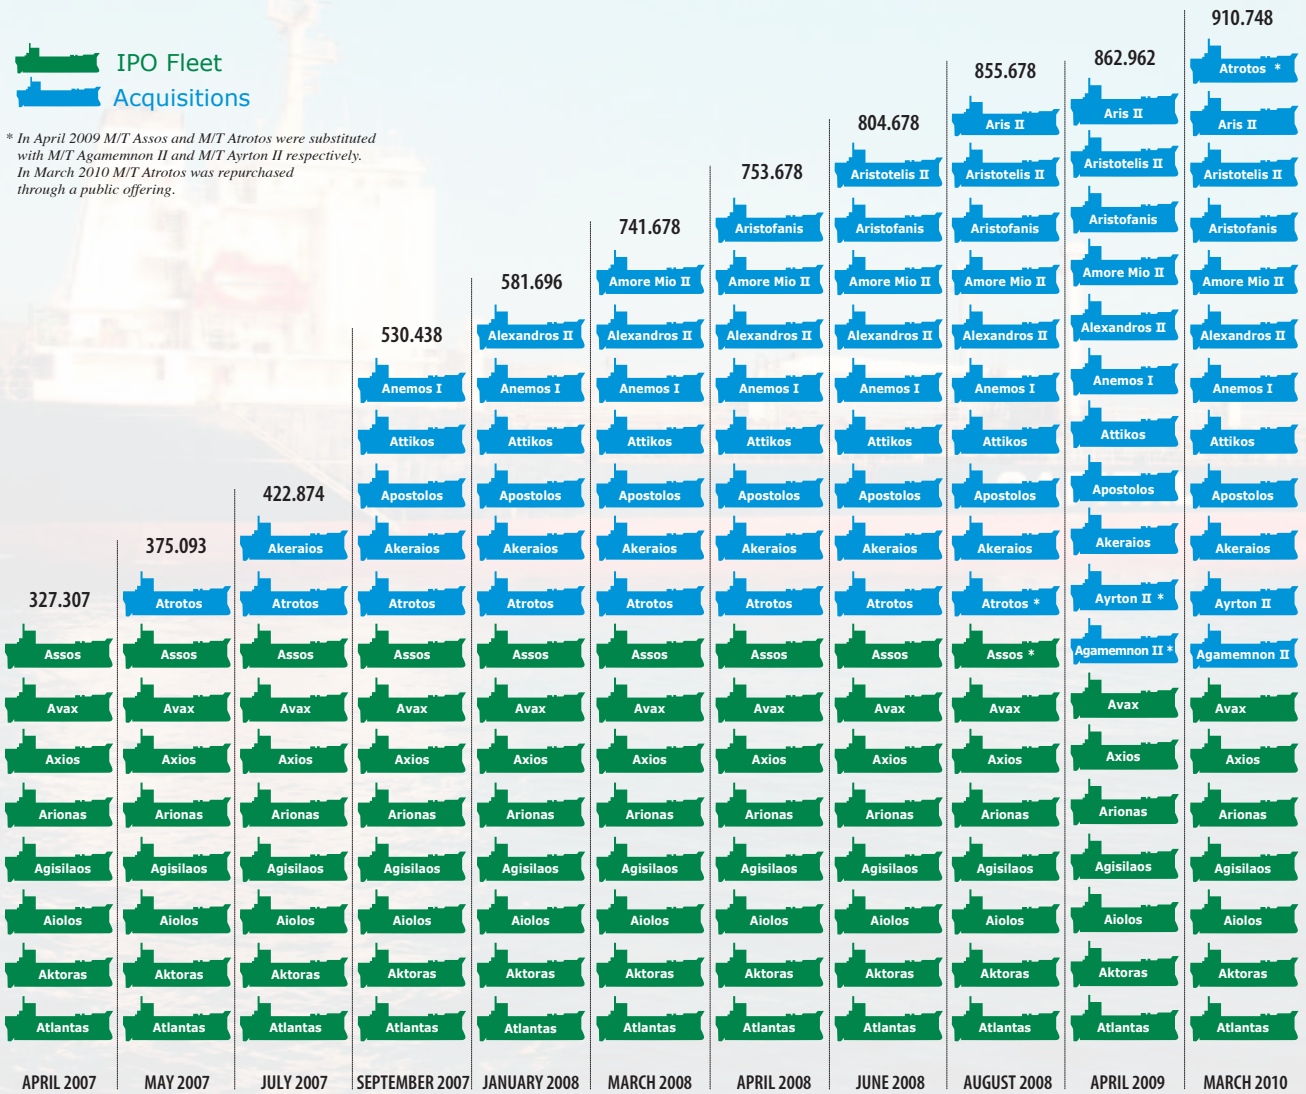 IPO Fleet
Acquisitions
* In April 2009 M/T Assos and M/T Atrotos were substituted
with M/T Agamemnon II and M/T Ayrton II respectively.
In March 2010 M/T Atrotos was repurchased
through a public offering.
327.307
Assos
Avax
Axios
Arionas
Agisilaos
Aiolos
Aktoras
Atlantas
APRIL 2007
375.093
Atrotos
Assos
Avax
Axios
Arionas
Agisilaos
Aiolos
Aktoras
Atlantas
MAY 2007
422.874
Akeraios
Atrotos
Assos
Avax
Axios
Arionas
Agisilaos
Aiolos
Aktoras
Atlantas
JULY 2007
530.438
Anemos I
Attikos
Apostolos
Akeraios
Atrotos
Assos
Avax
Axios
Arionas
Agisilaos
Aiolos
Aktoras
Atlantas
SEPTEMBER 2007
581.696
Alexandros II
Anemos I
Attikos
Apostolos
Akeraios
Atrotos
Assos
Avax
Axios
Arionas
Agisilaos
Aiolos
Aktoras
Atlantas
JANUARY 2008
741.678
Amore Mio II
Alexandros II
Anemos I
Attikos
Apostolos
Akeraios
Atrotos
Assos
Avax
Axios
Arionas
Agisilaos
Aiolos
Aktoras
Atlantas
MARCH 2008
753.678
Aristofanis
Amore Mio II
Alexandros II
Anemos I
Attikos
Apostolos
Akeraios
Atrotos
Assos
Avax
Axios
Arionas
Agisilaos
Aiolos
Aktoras
Atlantas
APRIL 2008
804.678
Aristotelis II
Aristofanis
Amore Mio II
Alexandros II
Anemos I
Attikos
Apostolos
Akeraios
Atrotos
Assos
Avax
Axios
Arionas
Agisilaos
Aiolos
Aktoras
Atlantas
JUNE 2008
855.678
Aris II
Aristotelis II
Aristofanis
Amore Mio II
Alexandros II
Anemos I
Attikos
Apostolos
Akeraios
Atrotos *
Assos *
Avax
Axios
Arionas
Agisilaos
Aiolos
Aktoras
Atlantas
AUGUST 2008
862.962
Aris II
Aristotelis II
Aristofanis
Amore Mio II
Alexandros II
Anemos I
Attikos
Apostolos
Akeraios
Ayrton II *
Agamemnon II *
Avax
Axios
Arionas
Agisilaos
Aiolos
Aktoras
Atlantas
APRIL 2009
910.748
Atrotos *
Aris II
Aristotelis II
Aristofanis
Amore Mio II
Alexandros II
Anemos I
Attikos
Apostolos
Akeraios
Ayrton II
Agamemnon II
Avax
Axios
Arionas
Agisilaos
Aiolos
Aktoras
Atlantas
MARCH 2010